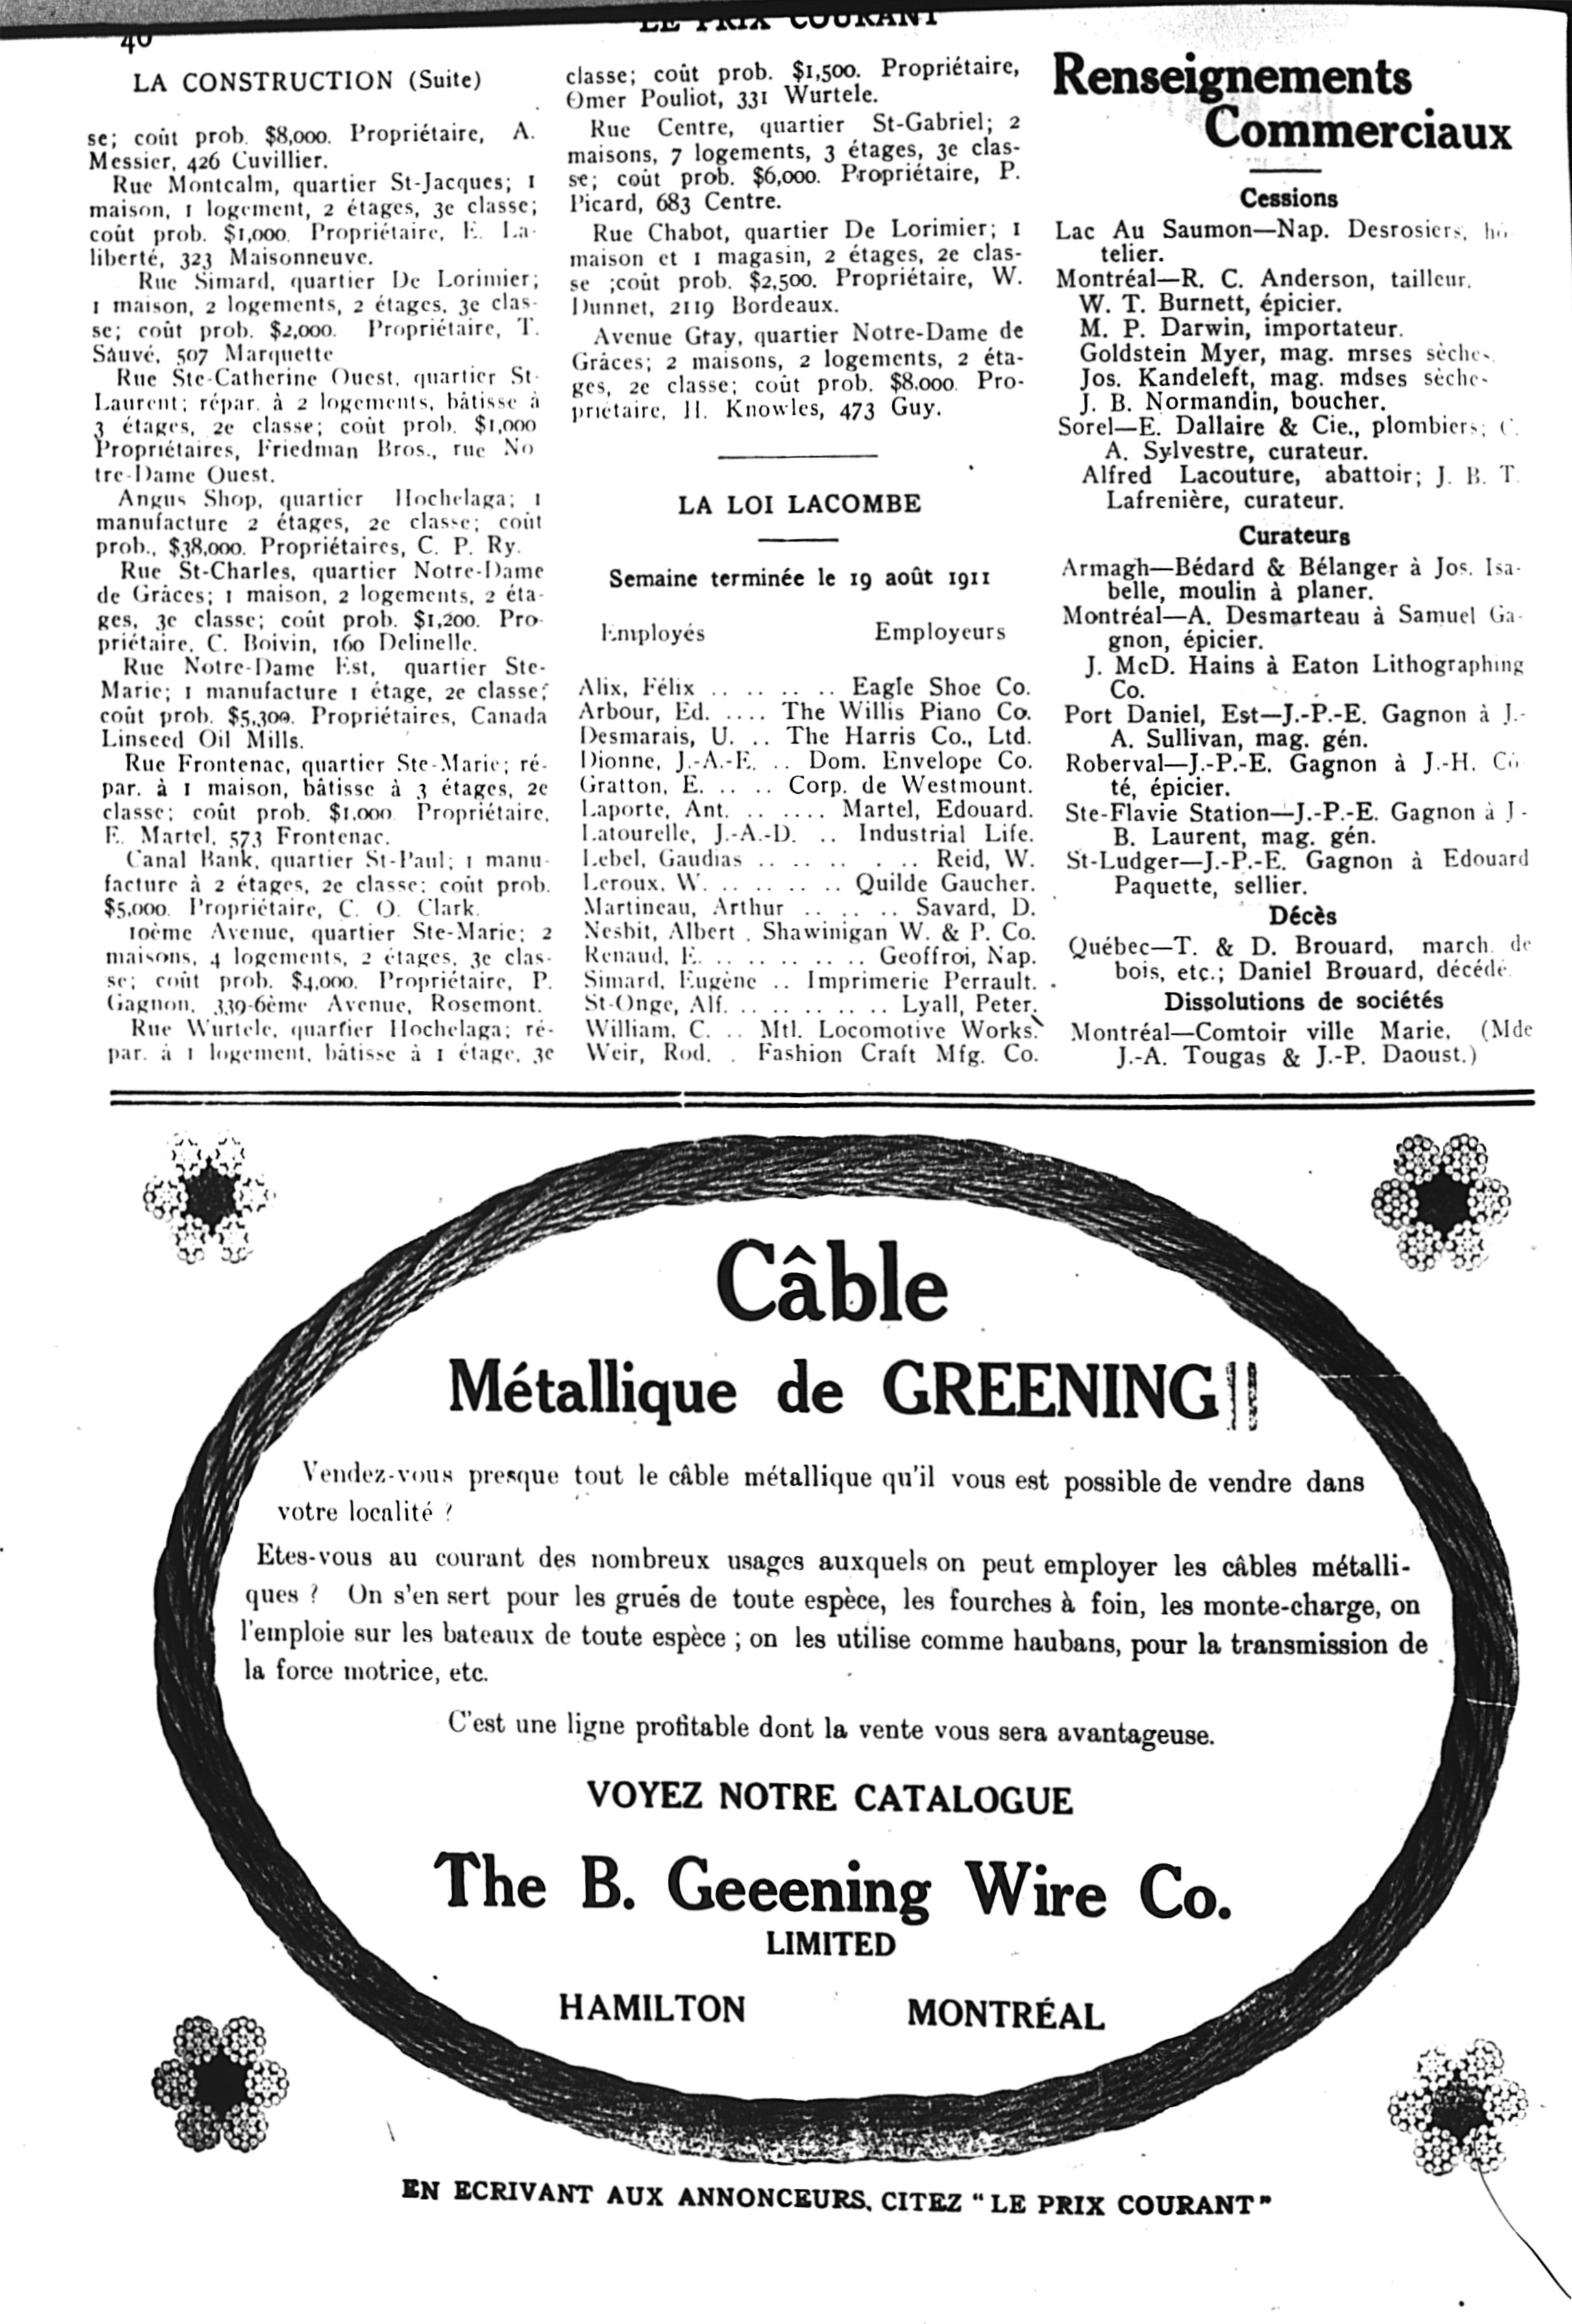 40
LE PRIX COURANT
LA CONSTRUCTION (Suite)
se; coût prob. $8,000. Propriétaire, A.
Messier, 426 Cuvillier.
Rue Montcalm, quartier St-Jacques; 1
maison, 1 logement, 2 étages, 3e classe;
coût prob. $1,000. Propriétaire, E. La-
liberté, 323 Maisonneuve.
Rue Simard, quartier De Lorimier;
1 maison, 2 logements, 2 étages, 3e clas-
se; coût prob. $2,000. Propriétaire, T.
Sauvé, 507 Marquette
Rue Ste-Catherine Ouest, quartier St-
Laurent; répar. à 2 logements, bâtisse à
3 étages, 2e classe; coût prob. $1,000
Propriétaires, Friedman Bros., rue No
tre-Dame Ouest.
Angus Shop, quartier Hochelaga; 1
manufacture 2 étages, 2e classe; coût
prob., $38,000. Propriétaires, C. P. Ry.
Rue St-Charles, quartier Notre-Dame
de Grâces; 1 maison, 2 logements, 2 éta-
ges, 3e classe; coût prob. $1,200. Pro-
priétaire, C. Boivin, 160 Delinelle.
Rue Notre-Dame Est, quartier Ste-
Marie; 1 manufacture 1 étage, 2e classe;
coût prob. $5,300. Propriétaires, Canada
Linseed Oil Mills.
Rue Frontenac, quartier Ste-Marie; ré-
par. à 1 maison, bâtisse à 3 étages, 2e
classe; coût prob. $1,000 Propriétaire,
E. Martel, 573 Frontenac.
Canal Bank, quartier St-Paul; 1 manu-
facture à 2 étages, 2e classe; coût prob.
$5,000. Propriétaire, C. O. Clark.
10ème Avenue, quartier Ste-Marie; 2
maisons, 4 logements, 2 étages, 3e clas-
se; coût prob. $4,000. Propriétaire, P.
Gagnon, 339-6ème Avenue, Rosemont.
Rue Wurtele, quartier Hochelaga; ré-
par. à 1 logement, bâtisse à 1 étage, 3e
classe; coût prob. $1,500. Propriétaire,
Omer Pouliot, 331 Wurtele.
Rue Centre, quartier St-Gabriel; 2
maisons, 7 logements, 3 étages, 3e clas-
se; coût prob. $6,000. Propriétaire, P.
Picard, 683 Centre.
Rue Chabot, quartier De Lorimier; 1
maison et 1 magasin, 2 étages, 2e clas-
se ;coût prob. $2,500. Propriétaire, W.
Dunnet, 2119 Bordeaux.
Avenue Gray, quartier Notre-Dame de
Grâces; 2 maisons, 2 logements, 2 éta-
ges, 2e classe; coût prob. $8.000. Pro-
priétaire, H. Knowles, 473 Guy.
LA LOI LACOMBE
Semaine terminée le 19 août 1911
Employés Employeurs
Alix, Félix .. .. .. .. Eagle Shoe Co.
Arbour, Ed. .... The Willis Piano Co.
Desmarais, U. .. The Harris Co., Ltd.
Dionne, J.-A.-E. .. Dom. Envelope Co.
Gratton, E. .. .. Corp. de Westmount.
Laporte, Ant. .. .... Martel, Edouard.
Latourelle, J.-A.-D. .. Industrial Life.
Lebel, Gaudias .. .. .. . .. Reid, W.
Leroux, W. .. .. .. .. Quilde Gaucher.
Martineau, Arthur .. .. .. Savard, D.
Nesbit, Albert . Shawinigan W. & P. Co.
Renaud, E. .. .. .. .. .. Geoffroi, Nap.
Simard, Eugène .. Imprimerie Perrault.
St-Onge, Alf. .. .. .. .. .. Lyall, Peter.
William, C. .. Mtl. Locomotive Works.
Weir, Rod. . Fashion Craft Mfg. Co.
Renseignements
Commerciaux
Cessions
Lac Au Saumon—Nap. Desrosiers, hô
telier.
Montréal—R. C. Anderson, tailleur.
W. T. Burnett, épicier.
M. P. Darwin, importateur.
Goldstein Myer, mag. mrses sèches.
Jos. Kandeleft, mag. mdses sèche-
J. B. Normandin, boucher.
Sorel—E. Dallaire & Cie., plombiers; C.
A. Sylvestre, curateur.
Alfred Lacouture, abattoir; J. B. T.
Lafrenière, curateur.
Curateurs
Armagh—Bédard & Bélanger à Jos. Isa-
belle, moulin à planer.
Montréal—A. Desmarteau à Samuel Ga-
gnon, épicier.
J. McD. Hains à Eaton Lithographing
Co.
Port Daniel, Est—J.-P.-E. Gagnon à J.-
A. Sullivan, mag. gén.
Roberval—J.-P.-E. Gagnon à J.-H. Cô
té, épicier.
Ste-Flavie Station—J.-P.-E. Gagnon à J-
B. Laurent, mag. gén.
St-Ludger—J.-P.-E. Gagnon à Edouard
Paquette, sellier.
Décès
Québec—T. & D. Brouard, march. de
bois, etc.; Daniel Brouard, décédé.
Dissolutions de sociétés
Montréal—Comtoir ville Marie, (Mde
J.-A. Tougas & J.-P. Daoust.)
Câble
Métallique de GREENING
Vendez-vous presque tout le câble métallique qu'il vous est possible de vendre dans
votre localité ?
Etes-vous au courant des nombreux usages auxquels on peut employer les câbles métalli-
ques ? On s'en sert pour les grués de toute espèce, les fourches à foin, les monte-charge, on
l'emploie sur les bateaux de toute espèce ; on les utilise comme haubans, pour la transmission de
la force motrice, etc.
C'est une ligne profitable dont la vente vous sera avantageuse.
VOYEZ NOTRE CATALOGUE
The B. Geeening Wire Co.
LIMITED
HAMILTON MONTRÉAL
EN ECRIVANT AUX ANNONCEURS, CITEZ "LE PRIX COURANT"